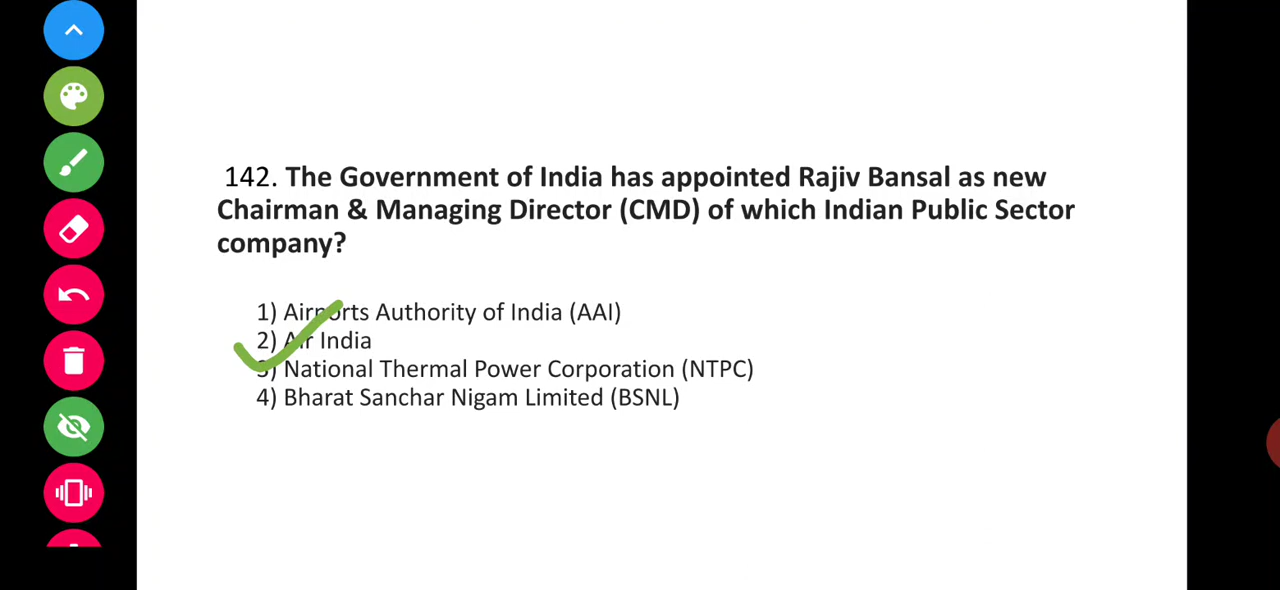 142. The Government of India has appointed Rajiv Bansal as new
Chairman & Managing Director (CMD) of which Indian Public Sector
company?
1) Airports Authority of India (AAI)
2) Air India
3) National Thermal Power Corporation (NTPC)
4) Bharat Sanchar Nigam Limited (BSNL)